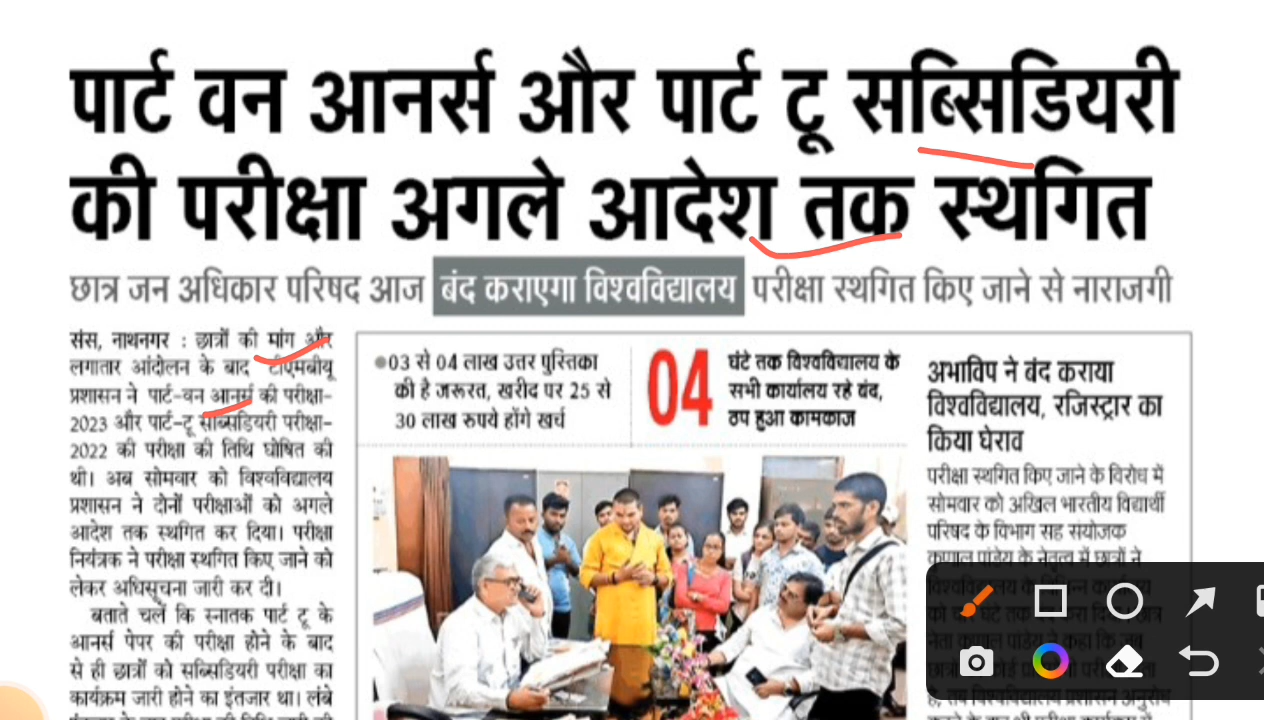 पार्ट वन आनर्स और पार्ट टू सब्सिडियरी
की परीक्षा अगले आदेश तक स्थगित
छात्र जन अधिकार परिषद आज बंद कराएगा विश्वविद्यालय परीक्षा स्थगित किए जाने से नाराजगी
संस, नाथनगर : छात्रों की मांग और
लगातार आंदोलन के बाद टीएमबीयू
प्रशासन ने पार्ट-वन आनर्स की परीक्षा-
2023 और पार्ट-टू सब्सिडियरी परीक्षा-
2022 की परीक्षा की तिथि घोषित की
थी। अब सोमवार को विश्वविद्यालय
प्रशासन ने दोनों परीक्षाओं को अगले
आदेश तक स्थगित कर दिया। परीक्षा
नियंत्रक ने परीक्षा स्थगित किए जाने को
लेकर अधिसूचना जारी कर दी।
बताते चलें कि स्नातक पार्ट टू के
आनर्स पेपर की परीक्षा होने के बाद
से ही छात्रों को सब्सिडियरी परीक्षा का
कार्यक्रम जारी होने का इंतजार था। लंबे
03 से 04 लाख उत्तर पुस्तिका
की है जरूरत, खरीद पर 25 से
30 लाख रुपये होंगे खर्च
04
घंटे तक विश्वविद्यालय के
सभी कार्यालय रहे बंद,
ठप हुआ कामकाज
अभाविप ने बंद कराया
विश्वविद्यालय, रजिस्ट्रार का
किया घेराव
परीक्षा स्थगित किए जाने के विरोध में
सोमवार को अखिल भारतीय विद्यार्थी
परिषद के विभाग सह संयोजक
कुणाल पांडेय के नेतृत्व में छात्रों ने